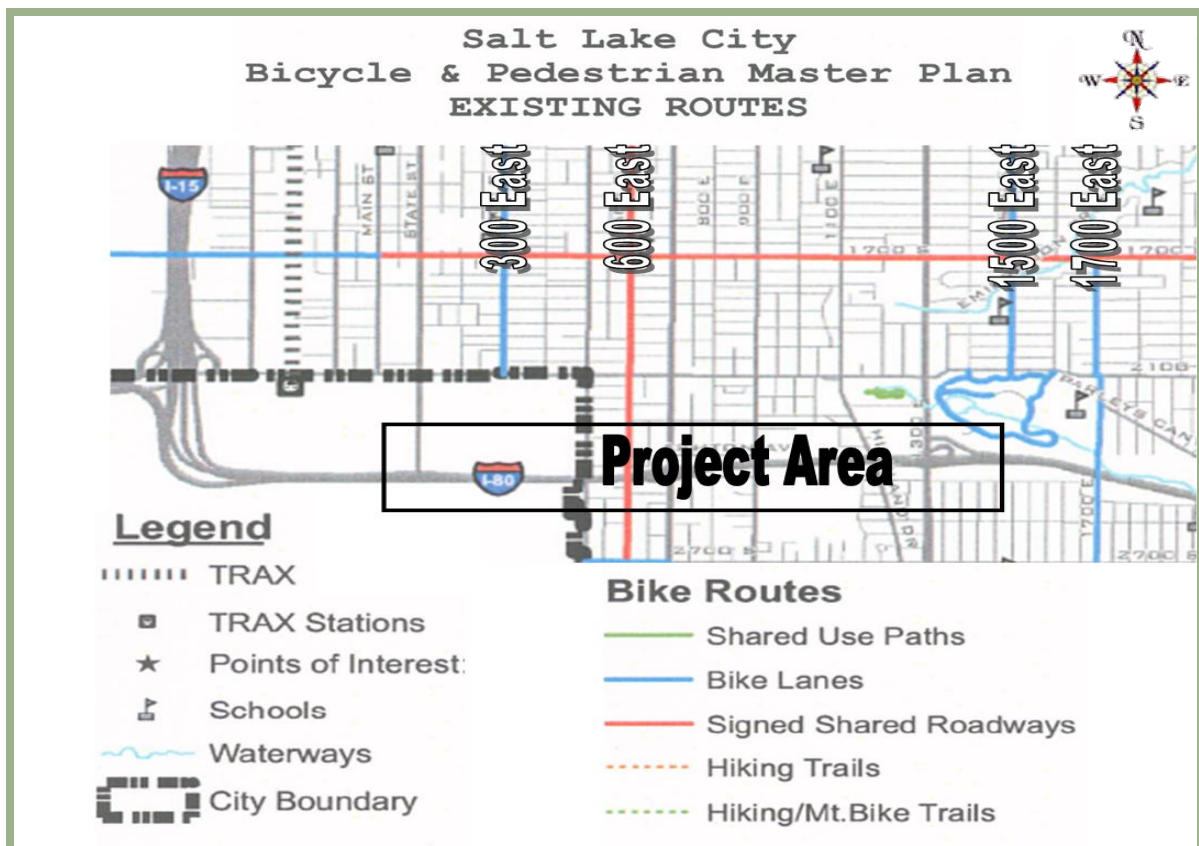 Salt Lake City
Bicycle & Pedestrian Master Plan
EXISTING ROUTES
N
W E
S
I-15
MAIN ST
STATE ST
300 East
600 East
800 E
900 E
1100 E
1500 East
1700 East
1700 S
1700
2100
PARLEYS CAN
1300 E
Project Area
I-80
1700 E
2700 S
2700 S
Legend
TRAX
TRAX Stations
Points of Interest:
Schools
Waterways
City Boundary
Bike Routes
Shared Use Paths
Bike Lanes
Signed Shared Roadways
Hiking Trails
Hiking/Mt.Bike Trails